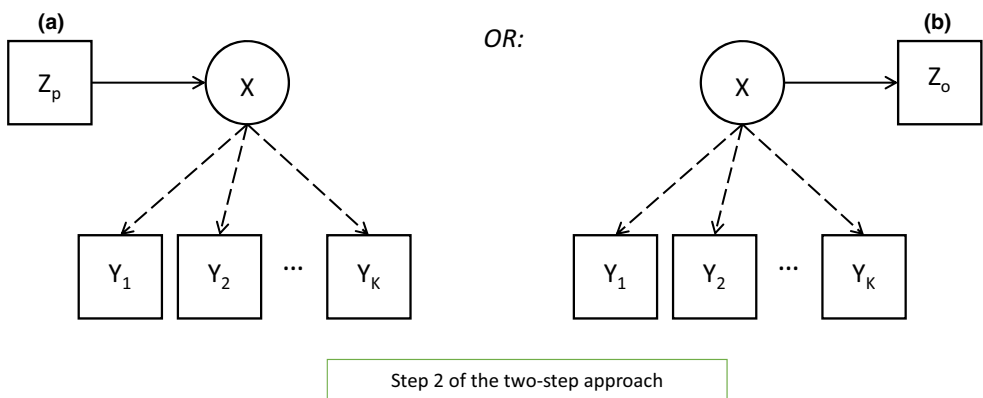 (a)
OR:
(b)
Z_p
X
X
Z_o
Y_1
Y_2
...
Y_K
Y_1
Y_2
...
Y_K
Step 2 of the two-step approach